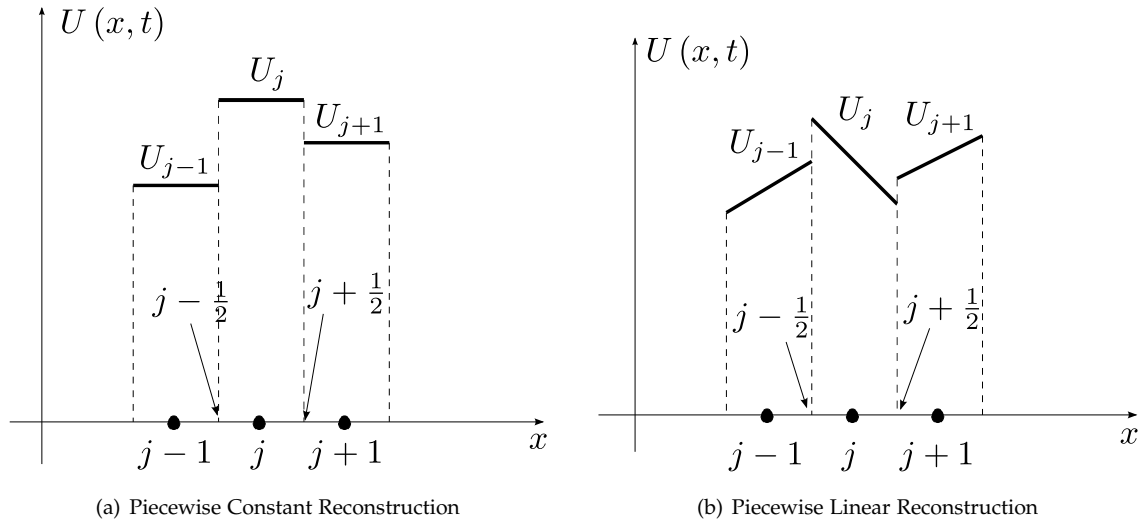 U (x, t)
U_j
U_{j+1}
U_{j−1}
j − 1/2
j + 1/2
x
j − 1
j
j + 1
(a) Piecewise Constant Reconstruction
U (x, t)
U_j
U_{j+1}
U_{j−1}
j − 1/2
j + 1/2
x
j − 1
j
j + 1
(b) Piecewise Linear Reconstruction